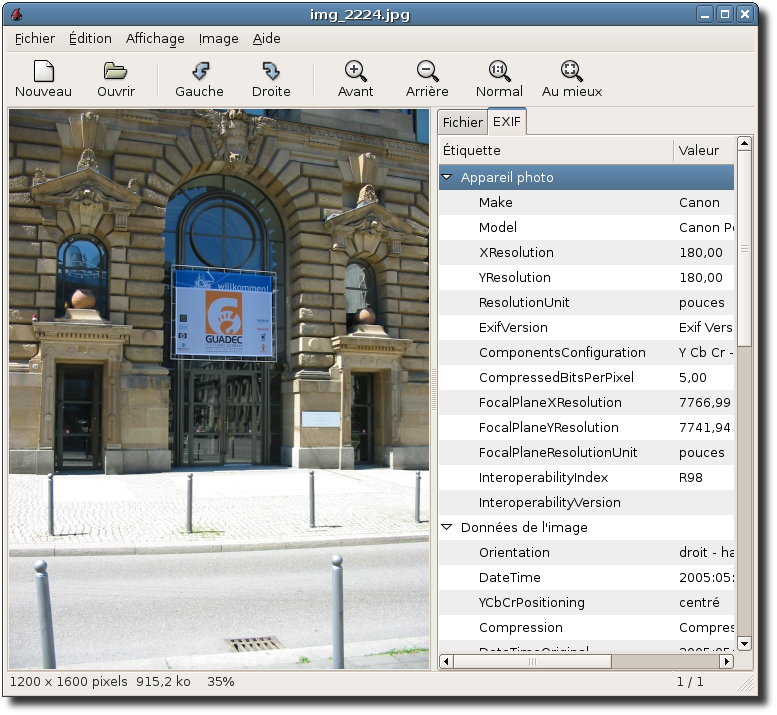 img_2224.jpg
Fichier Édition Affichage Image Aide
Nouveau Ouvrir Gauche Droite Avant Arrière Normal Au mieux
willkommen!
GUADEC
Fichier EXIF
Étiquette Valeur
Appareil photo
Make Canon
Model Canon P
XResolution 180,00
YResolution 180,00
ResolutionUnit pouces
ExifVersion Exif Vers
ComponentsConfiguration Y Cb Cr -
CompressedBitsPerPixel 5,00
FocalPlaneXResolution 7766,99
FocalPlaneYResolution 7741,94
FocalPlaneResolutionUnit pouces
InteroperabilityIndex R98
InteroperabilityVersion
Données de l'image
Orientation droit - ha
DateTime 2005:05:
YCbCrPositioning centré
Compression Compres
DateTimeOriginal 2005:05:
1200 x 1600 pixels 915,2 ko 35% 1 / 1